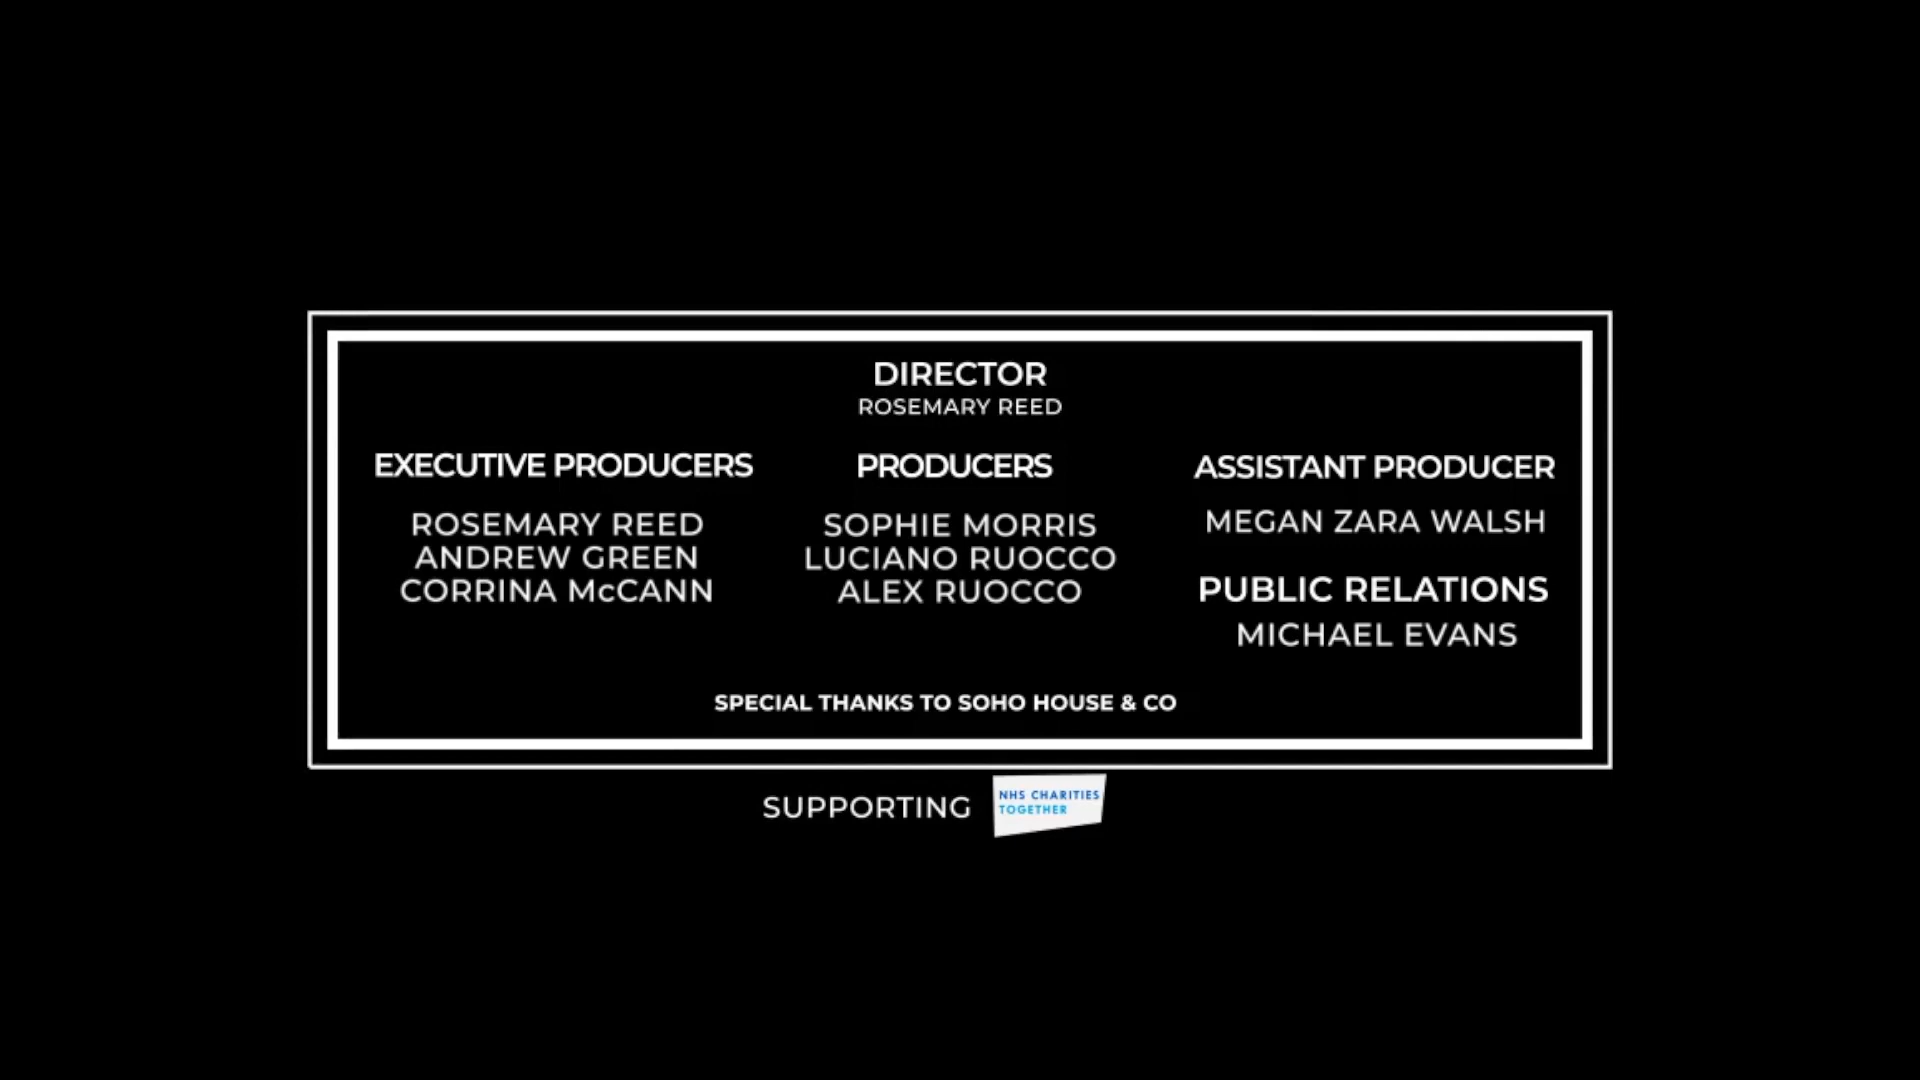 DIRECTOR
ROSEMARY REED
EXECUTIVE PRODUCERS
ROSEMARY REED
ANDREW GREEN
CORRINA McCANN
PRODUCERS
SOPHIE MORRIS
LUCIANO RUOCCO
ALEX RUOCCO
ASSISTANT PRODUCER
MEGAN ZARA WALSH
PUBLIC RELATIONS
MICHAEL EVANS
SPECIAL THANKS TO SOHO HOUSE & CO
SUPPORTING
NHS CHARITIES
TOGETHER